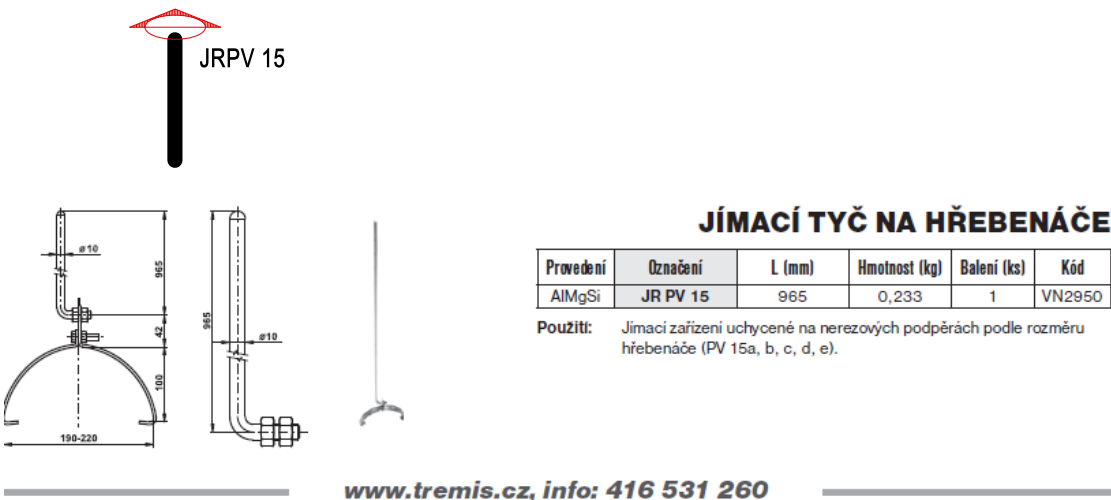 JRPV 15
ø10
965
42
100
190-220
965
ø10
JÍMACÍ TYČ NA HŘEBENÁČE
Provedení Označení L (mm) Hmotnost (kg) Balení (ks) Kód
AlMgSi JR PV 15 965 0,233 1 VN2950
Použití: Jímací zařízení uchycené na nerezových podpěrách podle rozměru
hřebenáče (PV 15a, b, c, d, e).
www.tremis.cz, info: 416 531 260